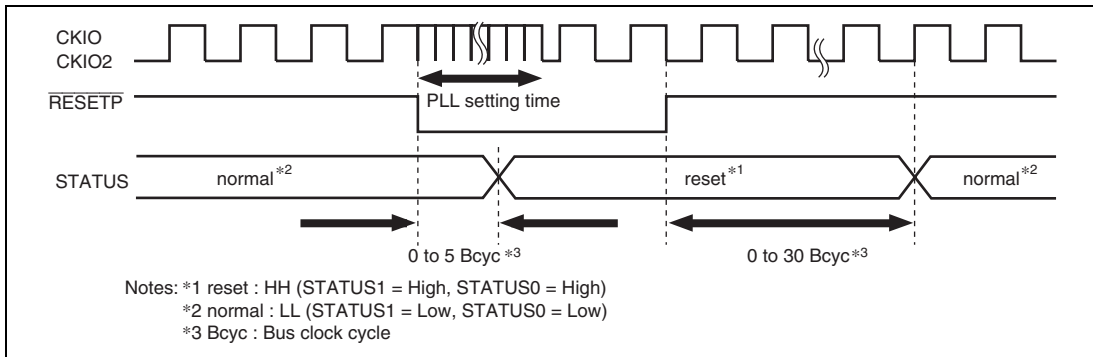 CKIO
CKIO2
PLL setting time
RESETP
STATUS
normal*2
reset*1
normal*2
0 to 5 Bcyc*3
0 to 30 Bcyc*3
Notes: *1 reset : HH (STATUS1 = High, STATUS0 = High)
*2 normal : LL (STATUS1 = Low, STATUS0 = Low)
*3 Bcyc : Bus clock cycle